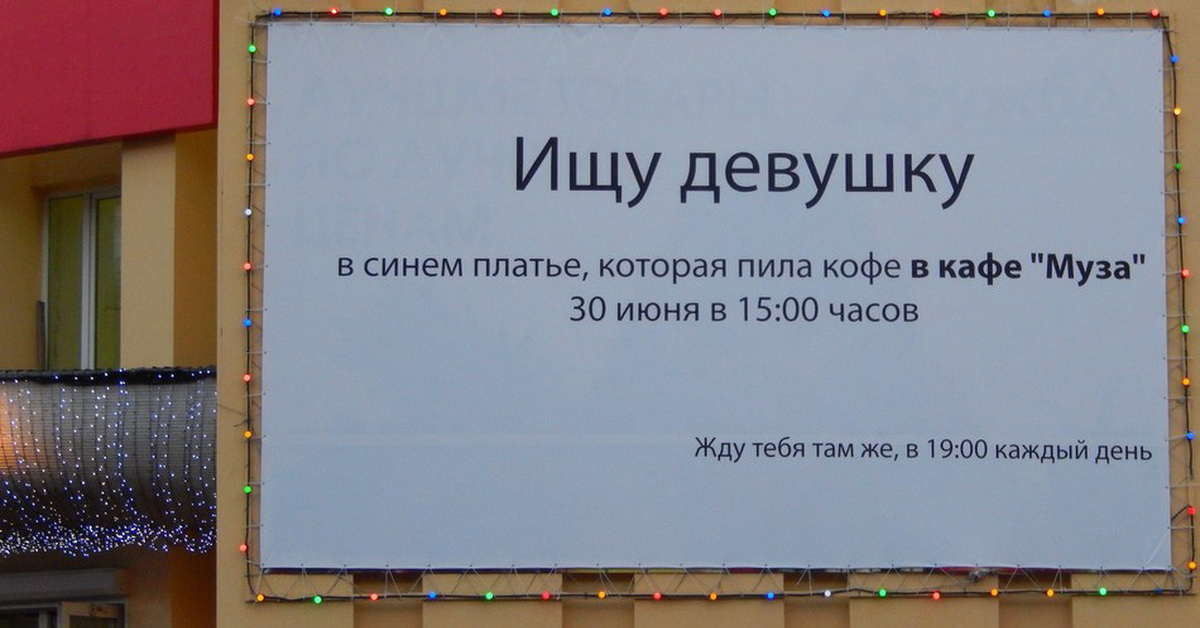 Ищу девушку
в синем платье, которая пила кофе в кафе "Муза"
30 июня в 15:00 часов
Жду тебя там же, в 19:00 каждый день